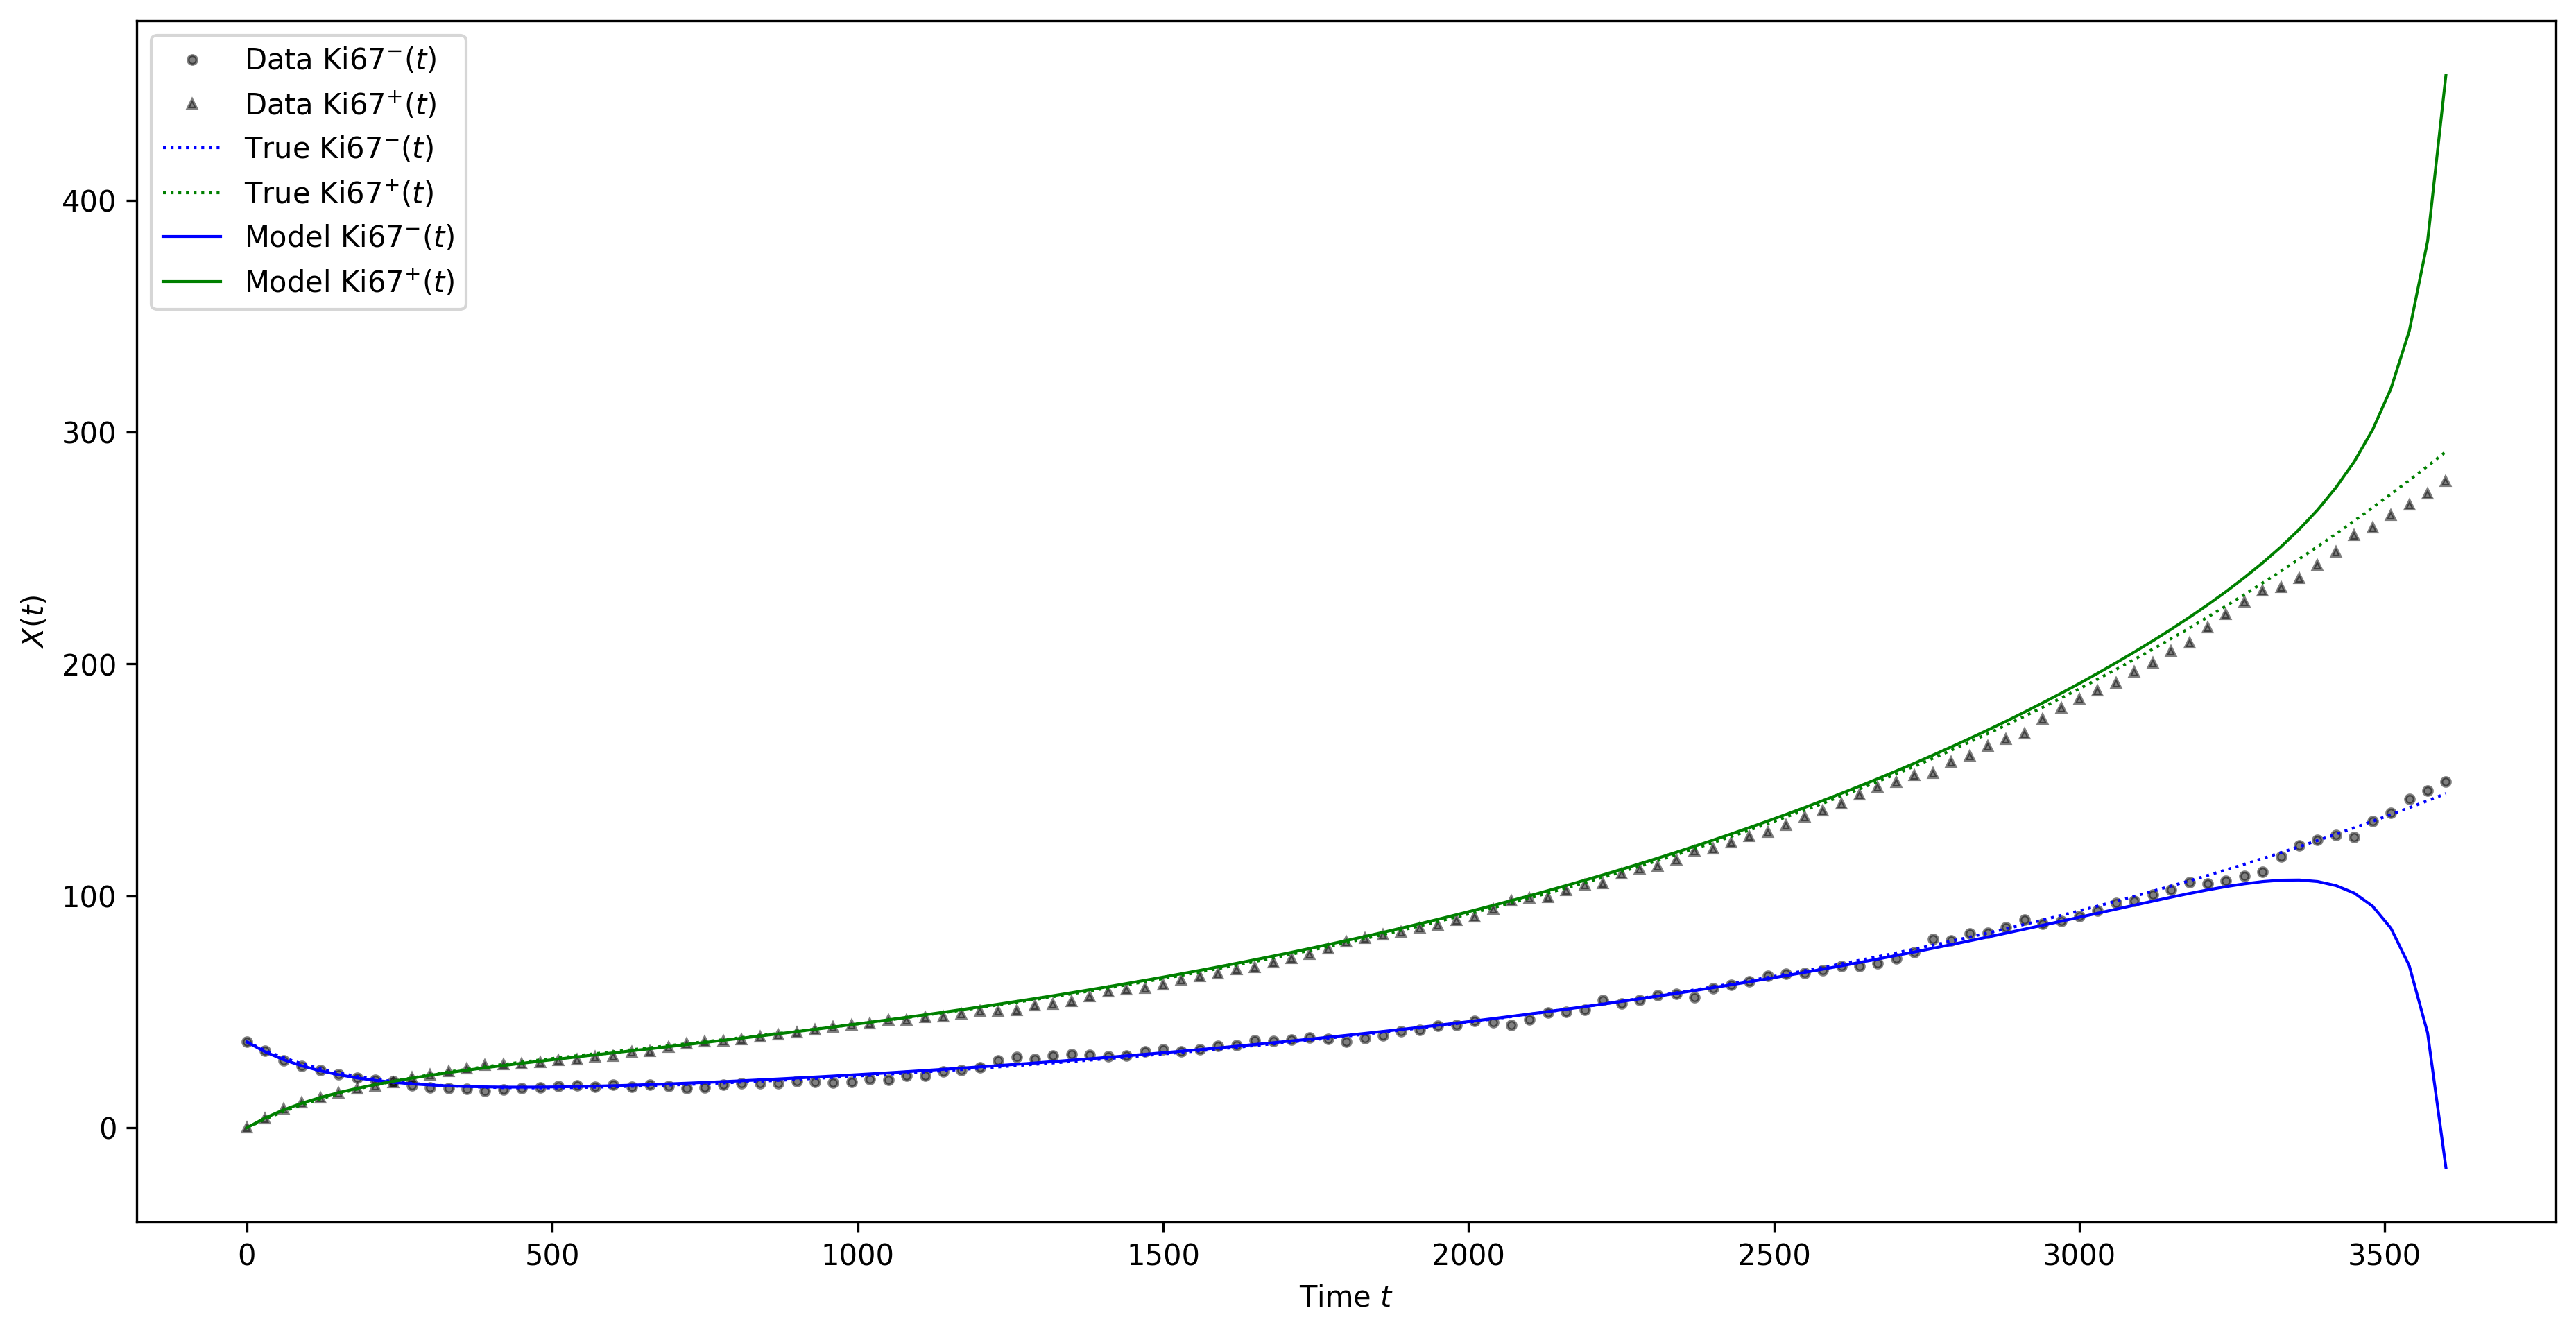 Data Ki67⁻(t)
Data Ki67⁺(t)
True Ki67⁻(t)
True Ki67⁺(t)
Model Ki67⁻(t)
Model Ki67⁺(t)
400
300
200
100
0
X(t)
0 500 1000 1500 2000 2500 3000 3500
Time t